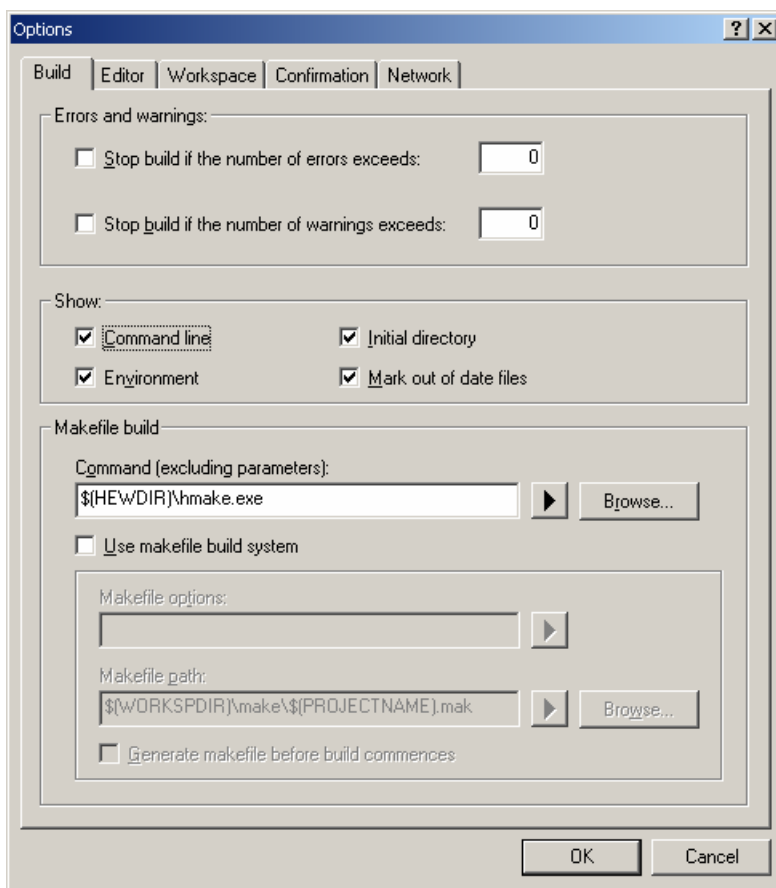 Options
Build Editor Workspace Confirmation Network
Errors and warnings:
Stop build if the number of errors exceeds: 0
Stop build if the number of warnings exceeds: 0
Show:
Command line Initial directory
Environment Mark out of date files
Makefile build
Command (excluding parameters):
$(HEWDIR)\hmake.exe Browse...
Use makefile build system
Makefile options:
Makefile path:
$(WORKSPDIR)\make\$(PROJECTNAME).mak Browse...
Generate makefile before build commences
OK Cancel